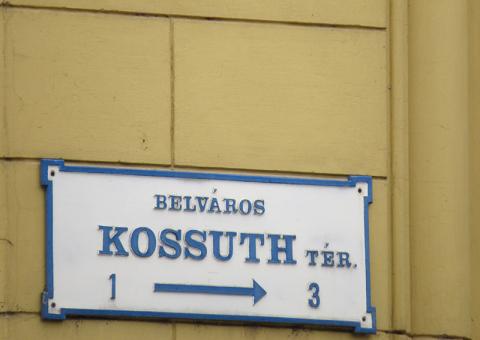 BELVÁROS
KOSSUTH TÉR.
1 → 3